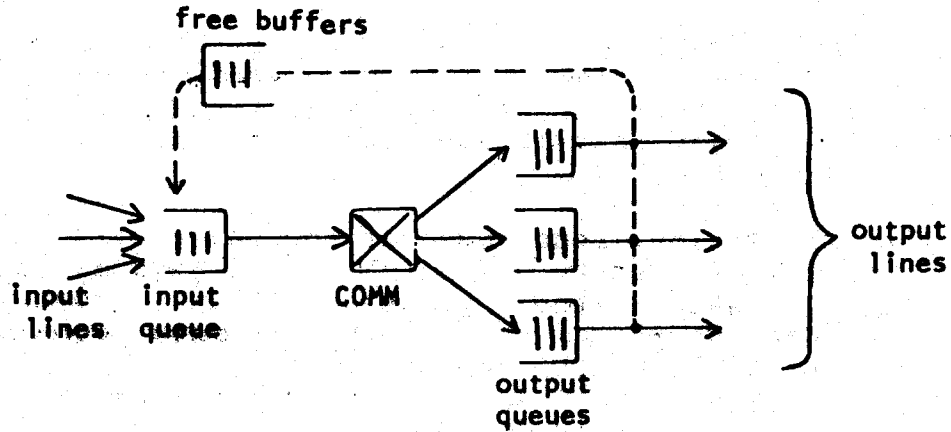 free buffers
output
lines
input
lines
input
queue
COMM
output
queues